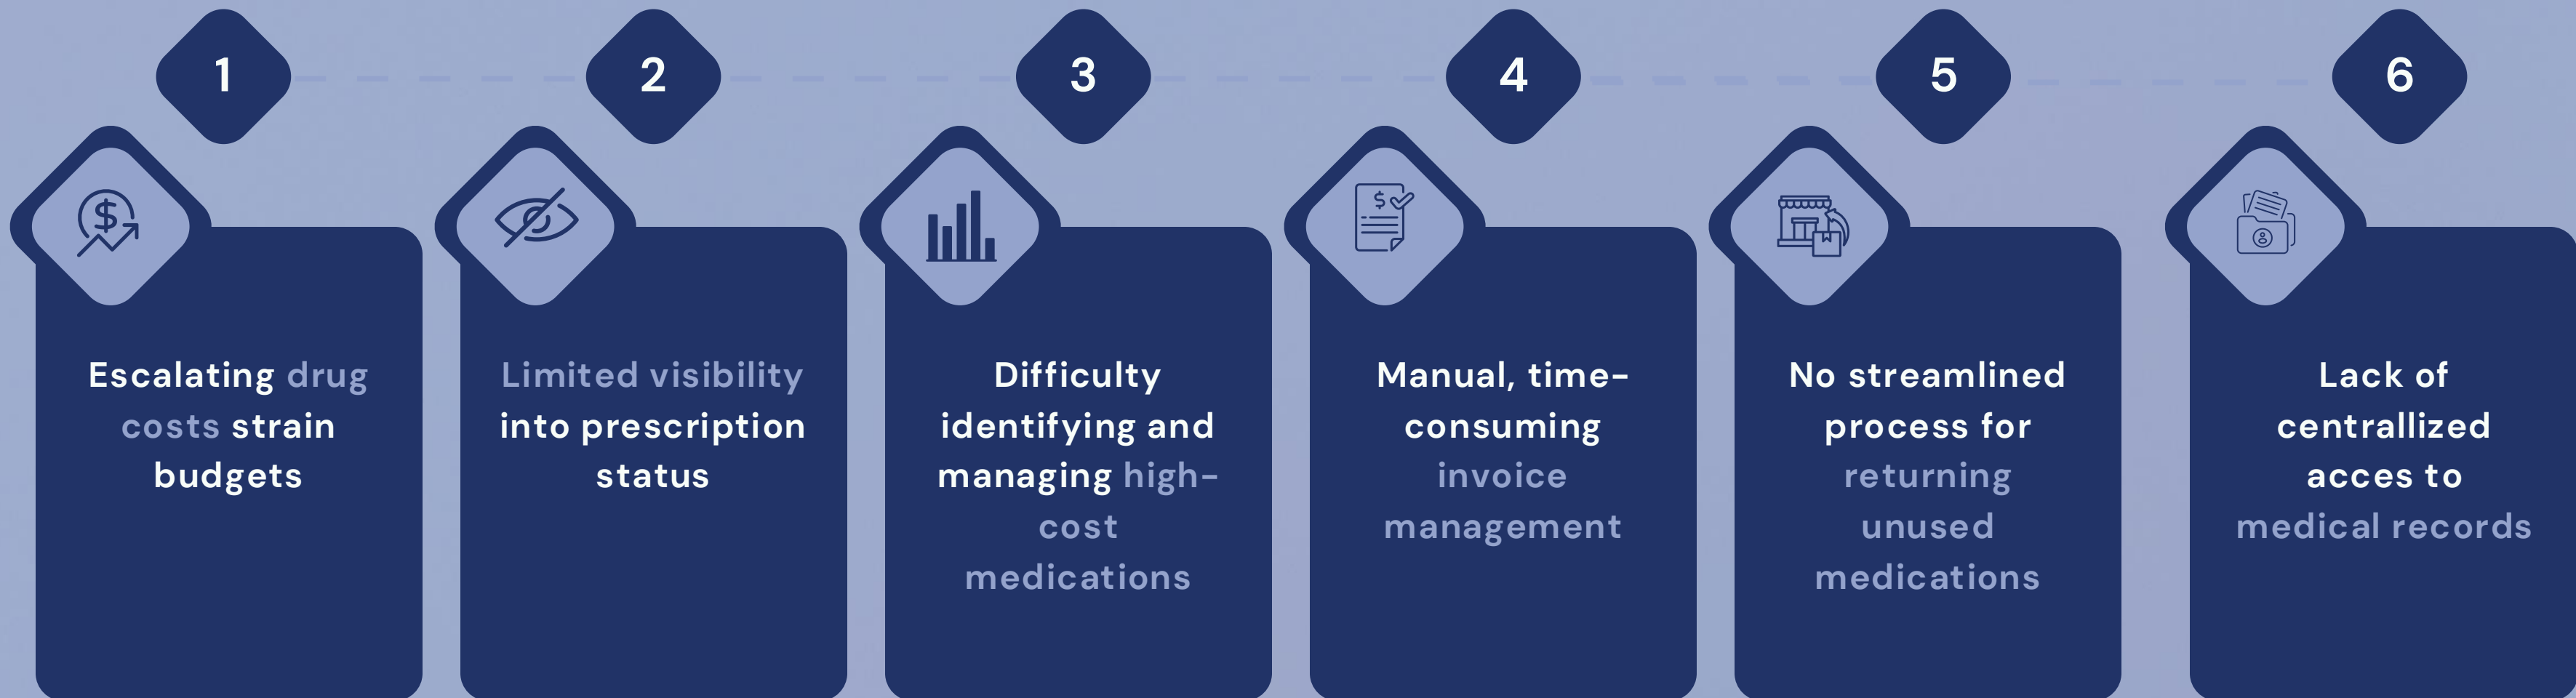 1
2
3
4
5
6
$
$
Escalating drug
costs strain
budgets
Limited visibility
into prescription
status
Difficulty
identifying and
managing high-
cost
medications
Manual, time-
consuming
invoice
management
No streamlined
process for
returning
unused
medications
Lack of
centrallized
acces to
medical records